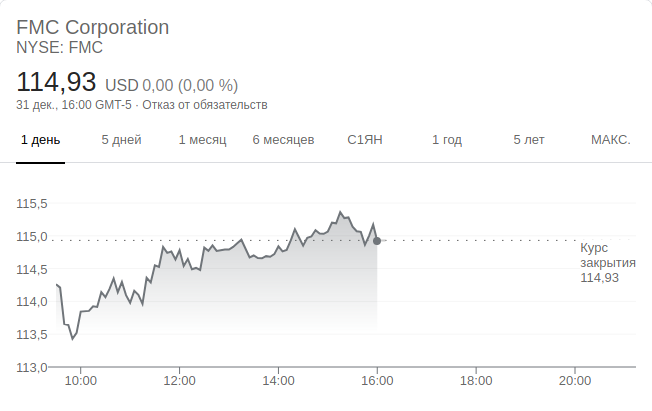 FMC Corporation
NYSE: FMC
114,93 USD 0,00 (0,00 %)
31 дек., 16:00 GMT-5 · Отказ от обязательств
1 день 5 дней 1 месяц 6 месяцев С1ЯН 1 год 5 лет МАКС.
115,5
115,0
114,5
114,0
113,5
113,0
Курс
закрытия
114,93
10:00 12:00 14:00 16:00 18:00 20:00